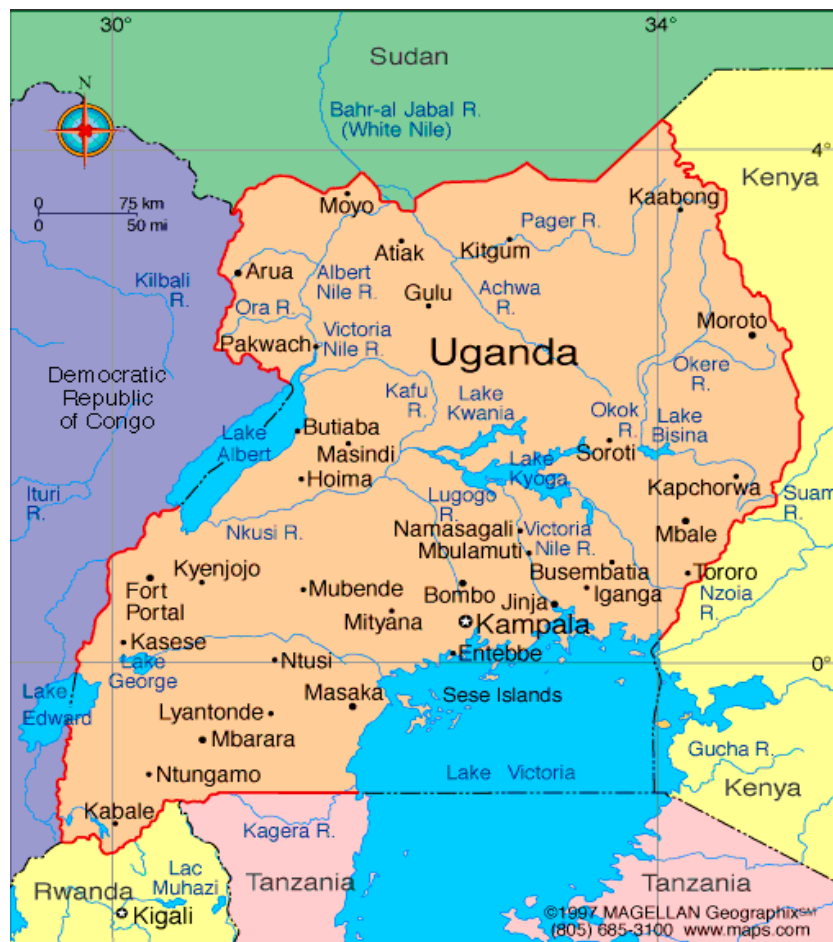 30°
34°
Sudan
N
Bahr-al Jabal R.
(White Nile)
4°
Kenya
0 75 km
0 50 mi
Moyo
Kaabong
Pager R.
Atiak
Kitgum
Kilbali
R.
Arua
Albert
Nile R.
Achwa
R.
Ora R.
Gulu
Moroto
Pakwach
Victoria
Nile R.
Uganda
Okere
R.
Democratic
Republic
of Congo
Kafu
R.
Lake
Kwania
Okok
R.
Lake
Bisina
Lake
Albert
Butiaba
Masindi
Soroti
Hoima
Lake
Kyoga
Kapchorwa
Ituri
R.
Lugogo
R.
Suam
R.
Nkusi R.
Namasagali
Victoria
Nile R.
Mbale
Mbulamuti
Busembatia
Tororo
Kyenjojo
Fort
Portal
Mubende
Bombo
Jinja
Iganga
Nzoia
R.
Mityana
Kampala
Kasese
Entebbe
0°
Lake
George
Ntusi
Lake
Edward
Masaka
Sese Islands
Lyantonde
Mbarara
Gucha R.
Ntungamo
Lake Victoria
Kenya
Kabale
Kagera R.
Lac
Muhazi
Rwanda
Tanzania
Tanzania
Kigali
©1997 MAGELLAN Geographix℠
(805) 685-3100 www.maps.com